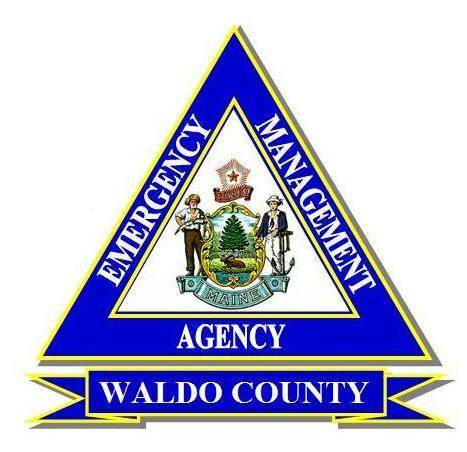 EMERGENCY
MANAGEMENT
DIRIGO
MAINE
AGENCY
WALDO COUNTY